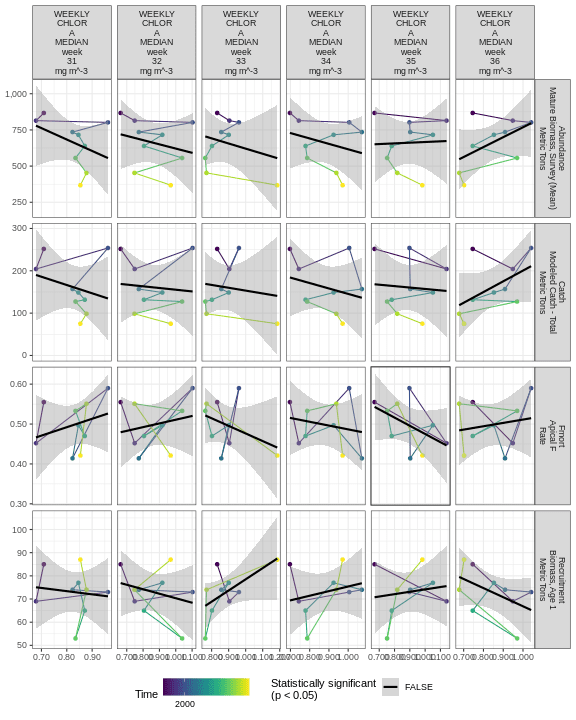 WEEKLY
CHLOR
A
MEDIAN
week
31
mg m^-3
WEEKLY
CHLOR
A
MEDIAN
week
32
mg m^-3
WEEKLY
CHLOR
A
MEDIAN
week
33
mg m^-3
WEEKLY
CHLOR
A
MEDIAN
week
34
mg m^-3
WEEKLY
CHLOR
A
MEDIAN
week
35
mg m^-3
WEEKLY
CHLOR
A
MEDIAN
week
36
mg m^-3
1,000
750
500
250
Abundance
Mature Biomass, Survey (Mean)
Metric Tons
300
200
100
0
Catch
Modeled Catch - Total
Metric Tons
0.60
0.50
0.40
0.30
Fmort
Apical F
Rate
100
90
80
70
60
50
Recruitment
Biomass, Age 1
Metric Tons
0.70 0.80 0.90
Time
2000
Statistically significant
(p < 0.05)
FALSE